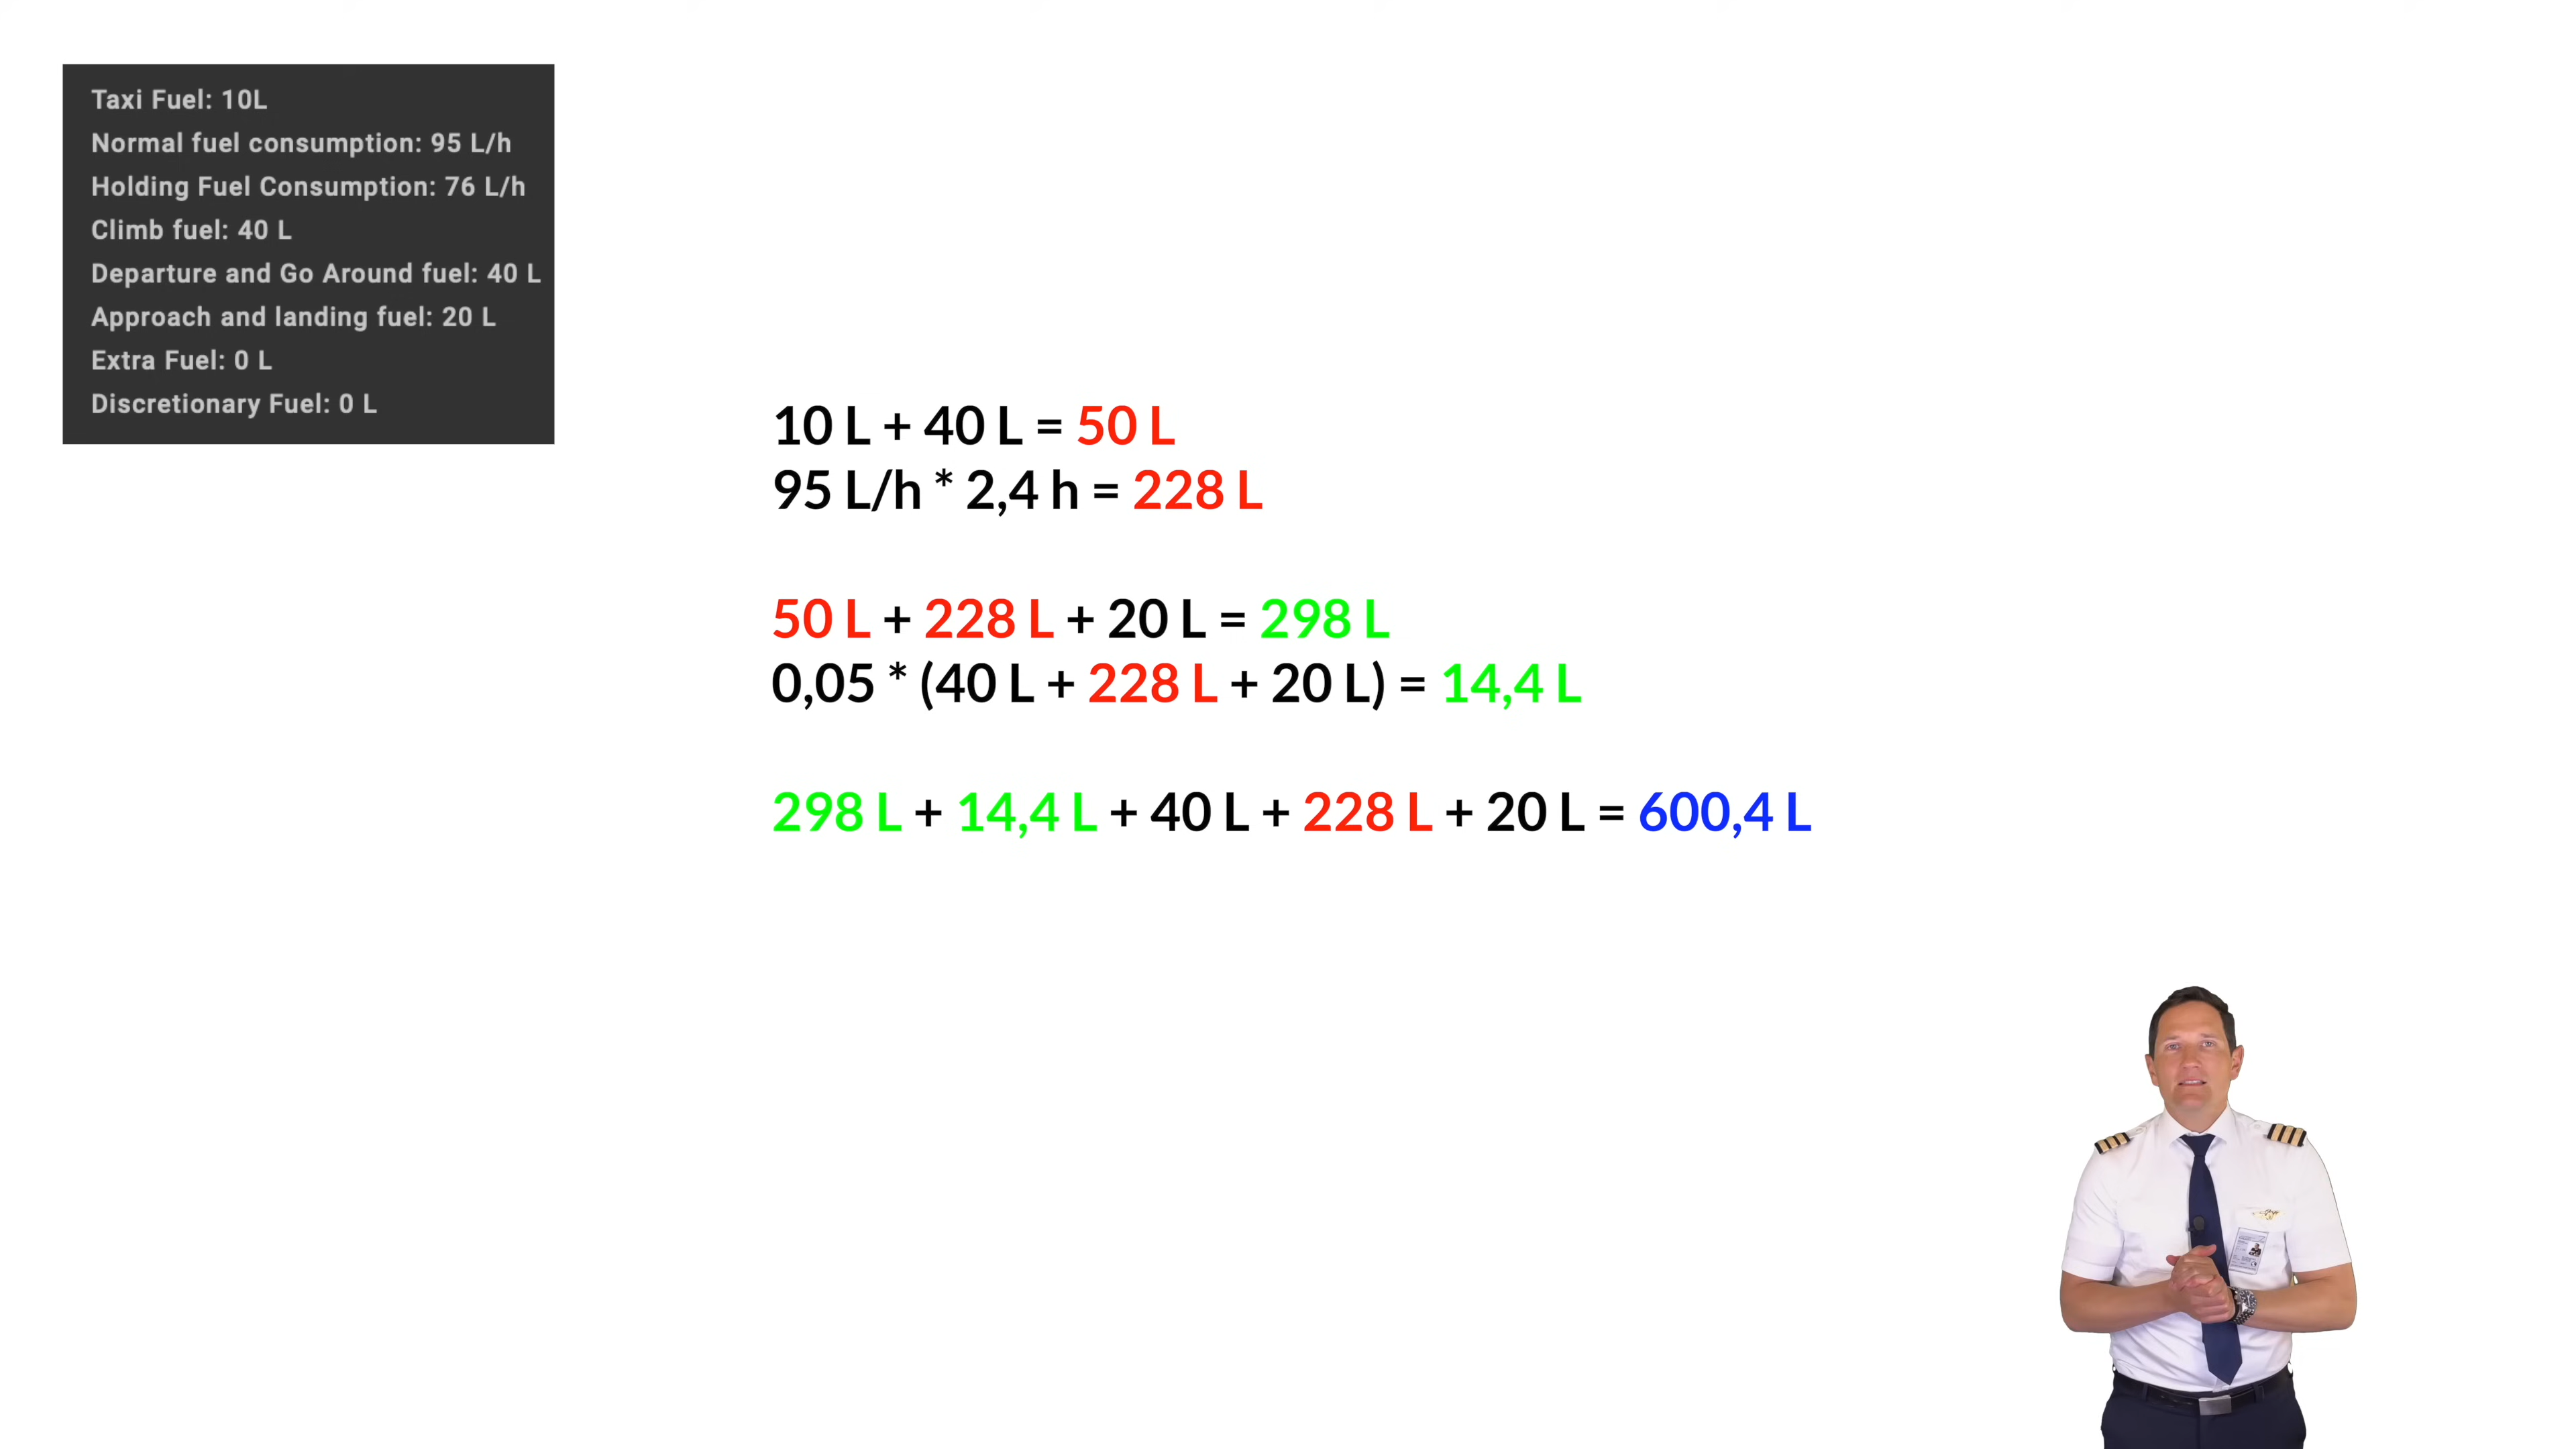 Taxi Fuel: 10L
Normal fuel consumption: 95 L/h
Holding Fuel Consumption: 76 L/h
Climb fuel: 40 L
Departure and Go Around fuel: 40 L
Approach and landing fuel: 20 L
Extra Fuel: 0 L
Discretionary Fuel: 0 L
10 L + 40 L = 50 L
95 L/h * 2,4 h = 228 L
50 L + 228 L + 20 L = 298 L
0,05 * (40 L + 228 L + 20 L) = 14,4 L
298 L + 14,4 L + 40 L + 228 L + 20 L = 600,4 L